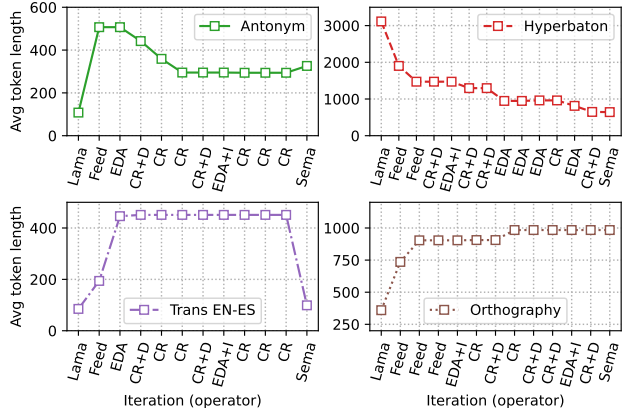 Avg token length
600
400
200
0
Antonym
Lama Feed EDA CR+D CR CR CR+D EDA+I CR CR CR Sema
3000
2000
1000
0
Hyperbaton
Lama Feed Feed CR+D EDA+I CR+D CR+D EDA EDA EDA CR EDA CR+D Sema
Avg token length
400
200
0
Trans EN-ES
Lama Feed EDA CR+D CR CR CR+D EDA+I CR CR CR Sema
Iteration (operator)
1000
750
500
250
Orthography
Lama Feed Feed Feed EDA+I CR CR+D CR CR+D CR+D EDA+I CR+D Sema
Iteration (operator)